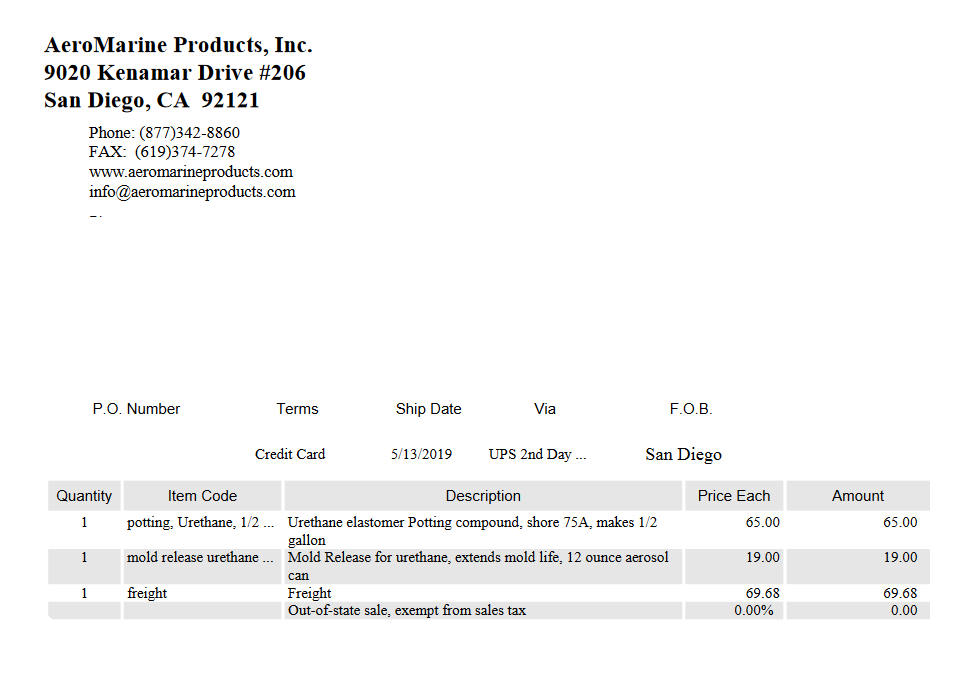 AeroMarine Products, Inc.
9020 Kenamar Drive #206
San Diego, CA 92121
Phone: (877)342-8860
FAX: (619)374-7278
www.aeromarineproducts.com
info@aeromarineproducts.com
P.O. Number Terms Ship Date Via F.O.B.
Credit Card 5/13/2019 UPS 2nd Day ... San Diego
Quantity Item Code Description Price Each Amount
1 potting, Urethane, 1/2 ... Urethane elastomer Potting compound, shore 75A, makes 1/2 65.00 65.00
gallon
1 mold release urethane ... Mold Release for urethane, extends mold life, 12 ounce aerosol 19.00 19.00
can
1 freight Freight 69.68 69.68
Out-of-state sale, exempt from sales tax 0.00% 0.00